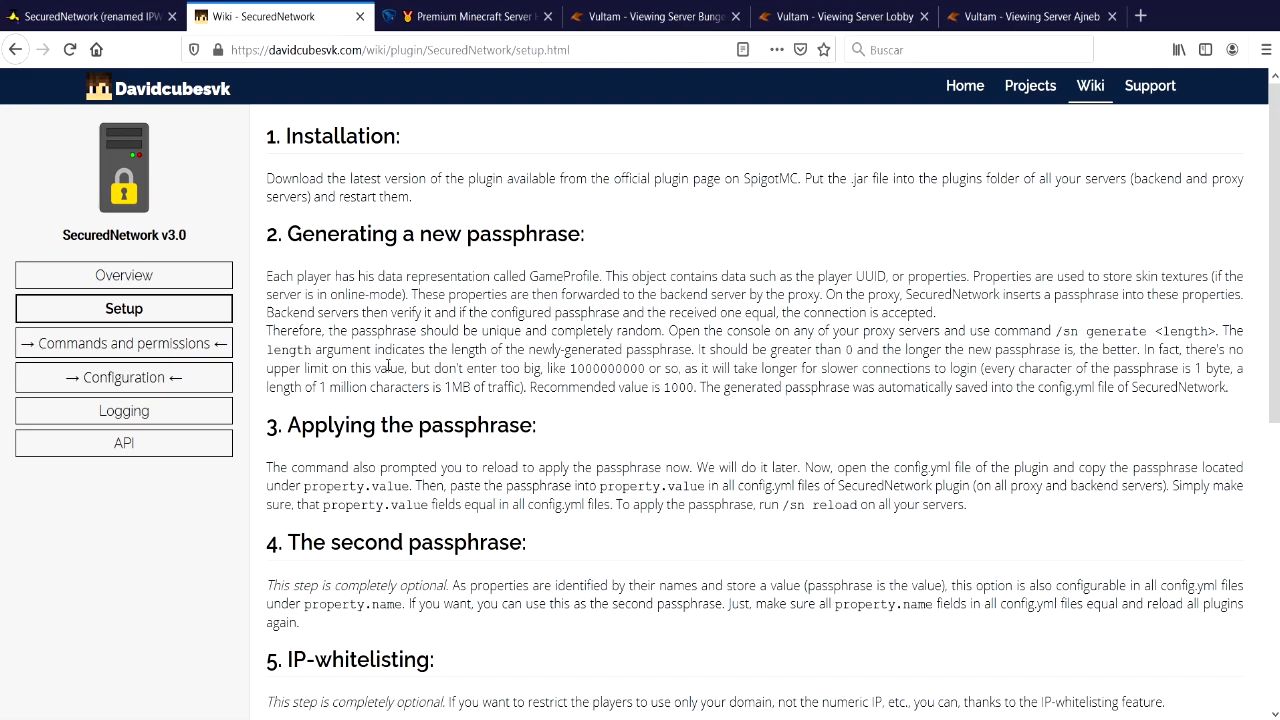 SecuredNetwork (renamed IPW
Wiki - SecuredNetwork
Premium Minecraft Server H
Vultam - Viewing Server Bunge
Vultam - Viewing Server Lobby
Vultam - Viewing Server Ajneb
https://davidcubesvk.com/wiki/plugin/SecuredNetwork/setup.html
Buscar
Davidcubesvk
Home
Projects
Wiki
Support
SecuredNetwork v3.0
Overview
Setup
→ Commands and permissions ←
→ Configuration ←
Logging
API
1. Installation:
Download the latest version of the plugin available from the official plugin page on SpigotMC. Put the .jar file into the plugins folder of all your servers (backend and proxy
servers) and restart them.
2. Generating a new passphrase:
Each player has his data representation called GameProfile. This object contains data such as the player UUID, or properties. Properties are used to store skin textures (if the
server is in online-mode). These properties are then forwarded to the backend server by the proxy. On the proxy, SecuredNetwork inserts a passphrase into these properties.
Backend servers then verify it and if the configured passphrase and the received one equal, the connection is accepted.
Therefore, the passphrase should be unique and completely random. Open the console on any of your proxy servers and use command /sn generate <length>. The
length argument indicates the length of the newly-generated passphrase. It should be greater than 0 and the longer the new passphrase is, the better. In fact, there's no
upper limit on this value, but don't enter too big, like 1000000000 or so, as it will take longer for slower connections to login (every character of the passphrase is 1 byte, a
length of 1 million characters is 1MB of traffic). Recommended value is 1000. The generated passphrase was automatically saved into the config.yml file of SecuredNetwork.
3. Applying the passphrase:
The command also prompted you to reload to apply the passphrase now. We will do it later. Now, open the config.yml file of the plugin and copy the passphrase located
under property.value. Then, paste the passphrase into property.value in all config.yml files of SecuredNetwork plugin (on all proxy and backend servers). Simply make
sure, that property.value fields equal in all config.yml files. To apply the passphrase, run /sn reload on all your servers.
4. The second passphrase:
This step is completely optional. As properties are identified by their names and store a value (passphrase is the value), this option is also configurable in all config.yml files
under property.name. If you want, you can use this as the second passphrase. Just, make sure all property.name fields in all config.yml files equal and reload all plugins
again.
5. IP-whitelisting:
This step is completely optional. If you want to restrict the players to use only your domain, not the numeric IP, etc., you can, thanks to the IP-whitelisting feature.